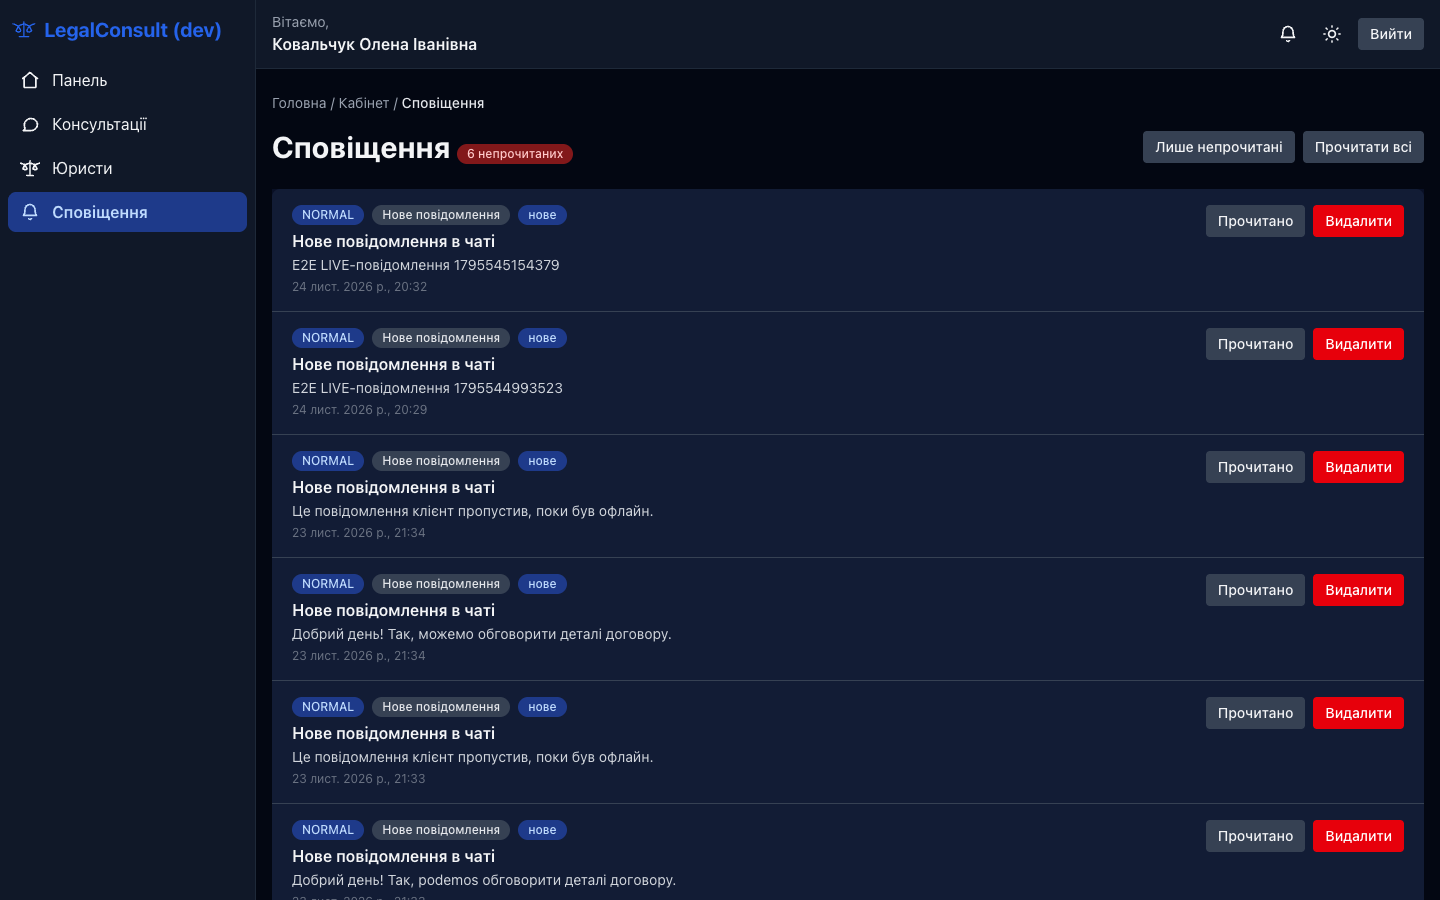 LegalConsult (dev)
Панель
Консультації
Юристи
Сповіщення
Вітаємо,
Ковальчук Олена Іванівна
Вийти
Головна / Кабінет / Сповіщення
Сповіщення 6 непрочитаних
Лише непрочитані Прочитати всі
NORMAL Нове повідомлення нове
Прочитано Видалити
Нове повідомлення в чаті
E2E LIVE-повідомлення 1795545154379
24 лист. 2026 р., 20:32
NORMAL Нове повідомлення нове
Прочитано Видалити
Нове повідомлення в чаті
E2E LIVE-повідомлення 1795544993523
24 лист. 2026 р., 20:29
NORMAL Нове повідомлення нове
Прочитано Видалити
Нове повідомлення в чаті
Це повідомлення клієнт пропустив, поки був офлайн.
23 лист. 2026 р., 21:34
NORMAL Нове повідомлення нове
Прочитано Видалити
Нове повідомлення в чаті
Добрий день! Так, можемо обговорити деталі договору.
23 лист. 2026 р., 21:34
NORMAL Нове повідомлення нове
Прочитано Видалити
Нове повідомлення в чаті
Це повідомлення клієнт пропустив, поки був офлайн.
23 лист. 2026 р., 21:33
NORMAL Нове повідомлення нове
Прочитано Видалити
Нове повідомлення в чаті
Добрий день! Так, podemos обговорити деталі договору.